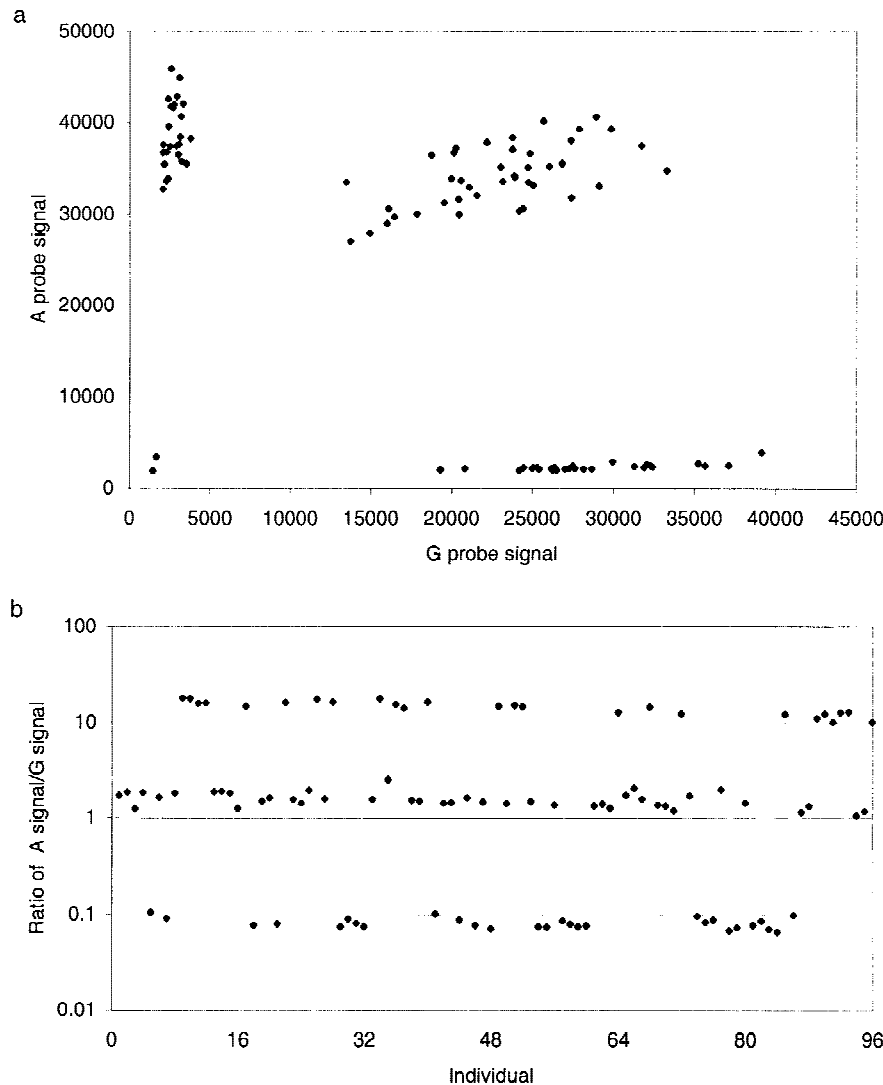 a
50000
40000
30000
20000
10000
0
A probe signal
0 5000 10000 15000 20000 25000 30000 35000 40000 45000
G probe signal
b
100
10
1
0.1
0.01
Ratio of A signal/G signal
0 16 32 48 64 80 96
Individual